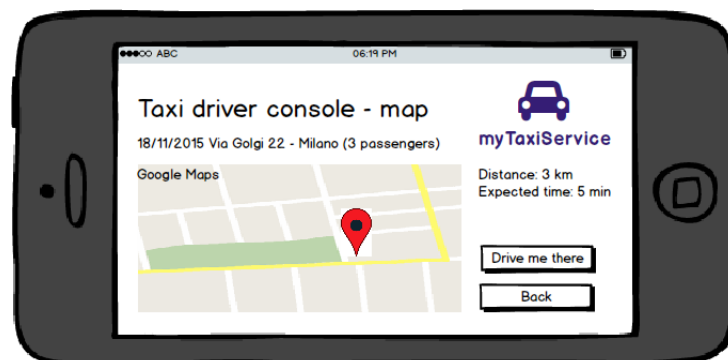 ABC
06:19 PM
Taxi driver console - map
18/11/2015 Via Golgi 22 - Milano (3 passengers)
myTaxiService
Google Maps
Distance: 3 km
Expected time: 5 min
Drive me there
Back